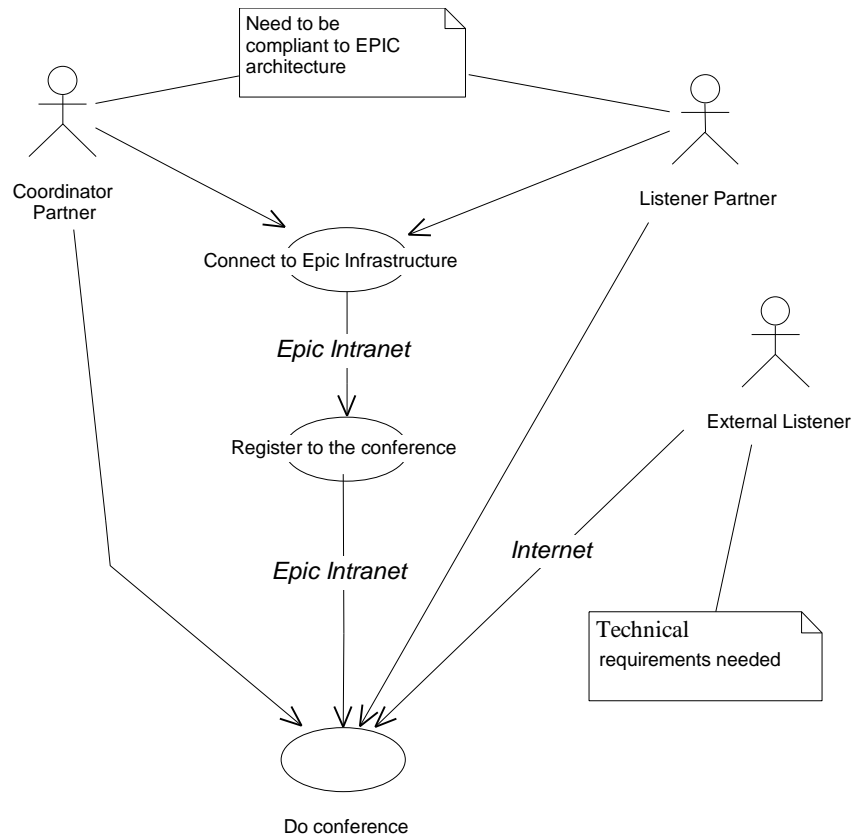 Need to be
compliant to EPIC
architecture
Coordinator
Partner
Listener Partner
Connect to Epic Infrastructure
Epic Intranet
External Listener
Register to the conference
Internet
Epic Intranet
Technical
requirements needed
Do conference